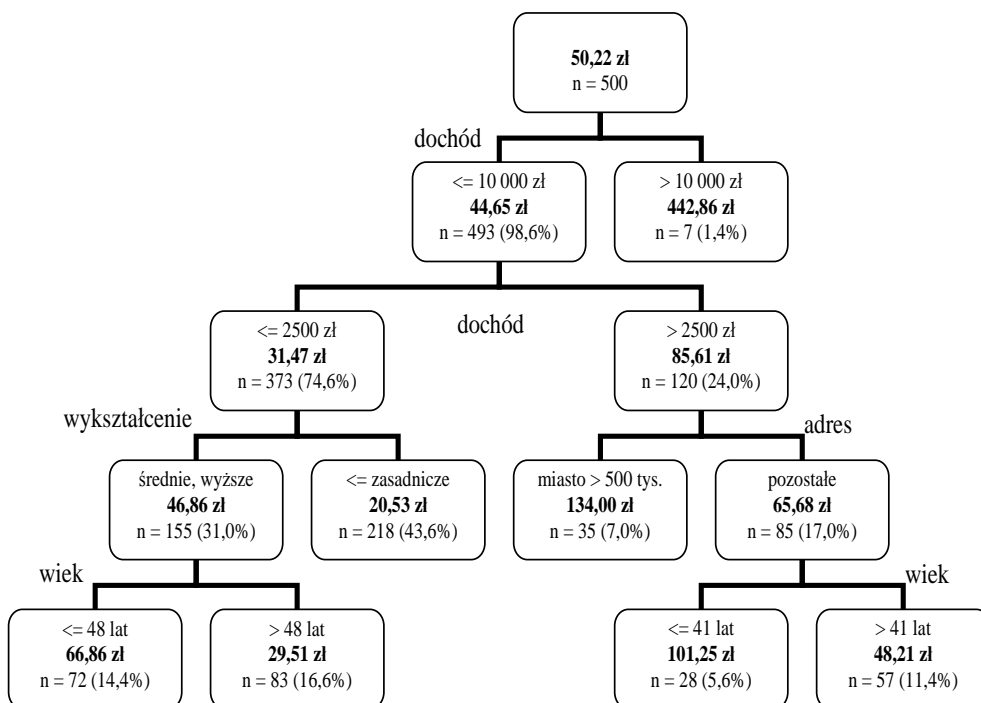 50,22 zł
n = 500
dochód
<= 10 000 zł
44,65 zł
n = 493 (98,6%)
> 10 000 zł
442,86 zł
n = 7 (1,4%)
dochód
<= 2500 zł
31,47 zł
n = 373 (74,6%)
> 2500 zł
85,61 zł
n = 120 (24,0%)
wykształcenie
adres
średnie, wyższe
46,86 zł
n = 155 (31,0%)
<= zasadnicze
20,53 zł
n = 218 (43,6%)
miasto > 500 tys.
134,00 zł
n = 35 (7,0%)
pozostałe
65,68 zł
n = 85 (17,0%)
wiek
wiek
<= 48 lat
66,86 zł
n = 72 (14,4%)
> 48 lat
29,51 zł
n = 83 (16,6%)
<= 41 lat
101,25 zł
n = 28 (5,6%)
> 41 lat
48,21 zł
n = 57 (11,4%)